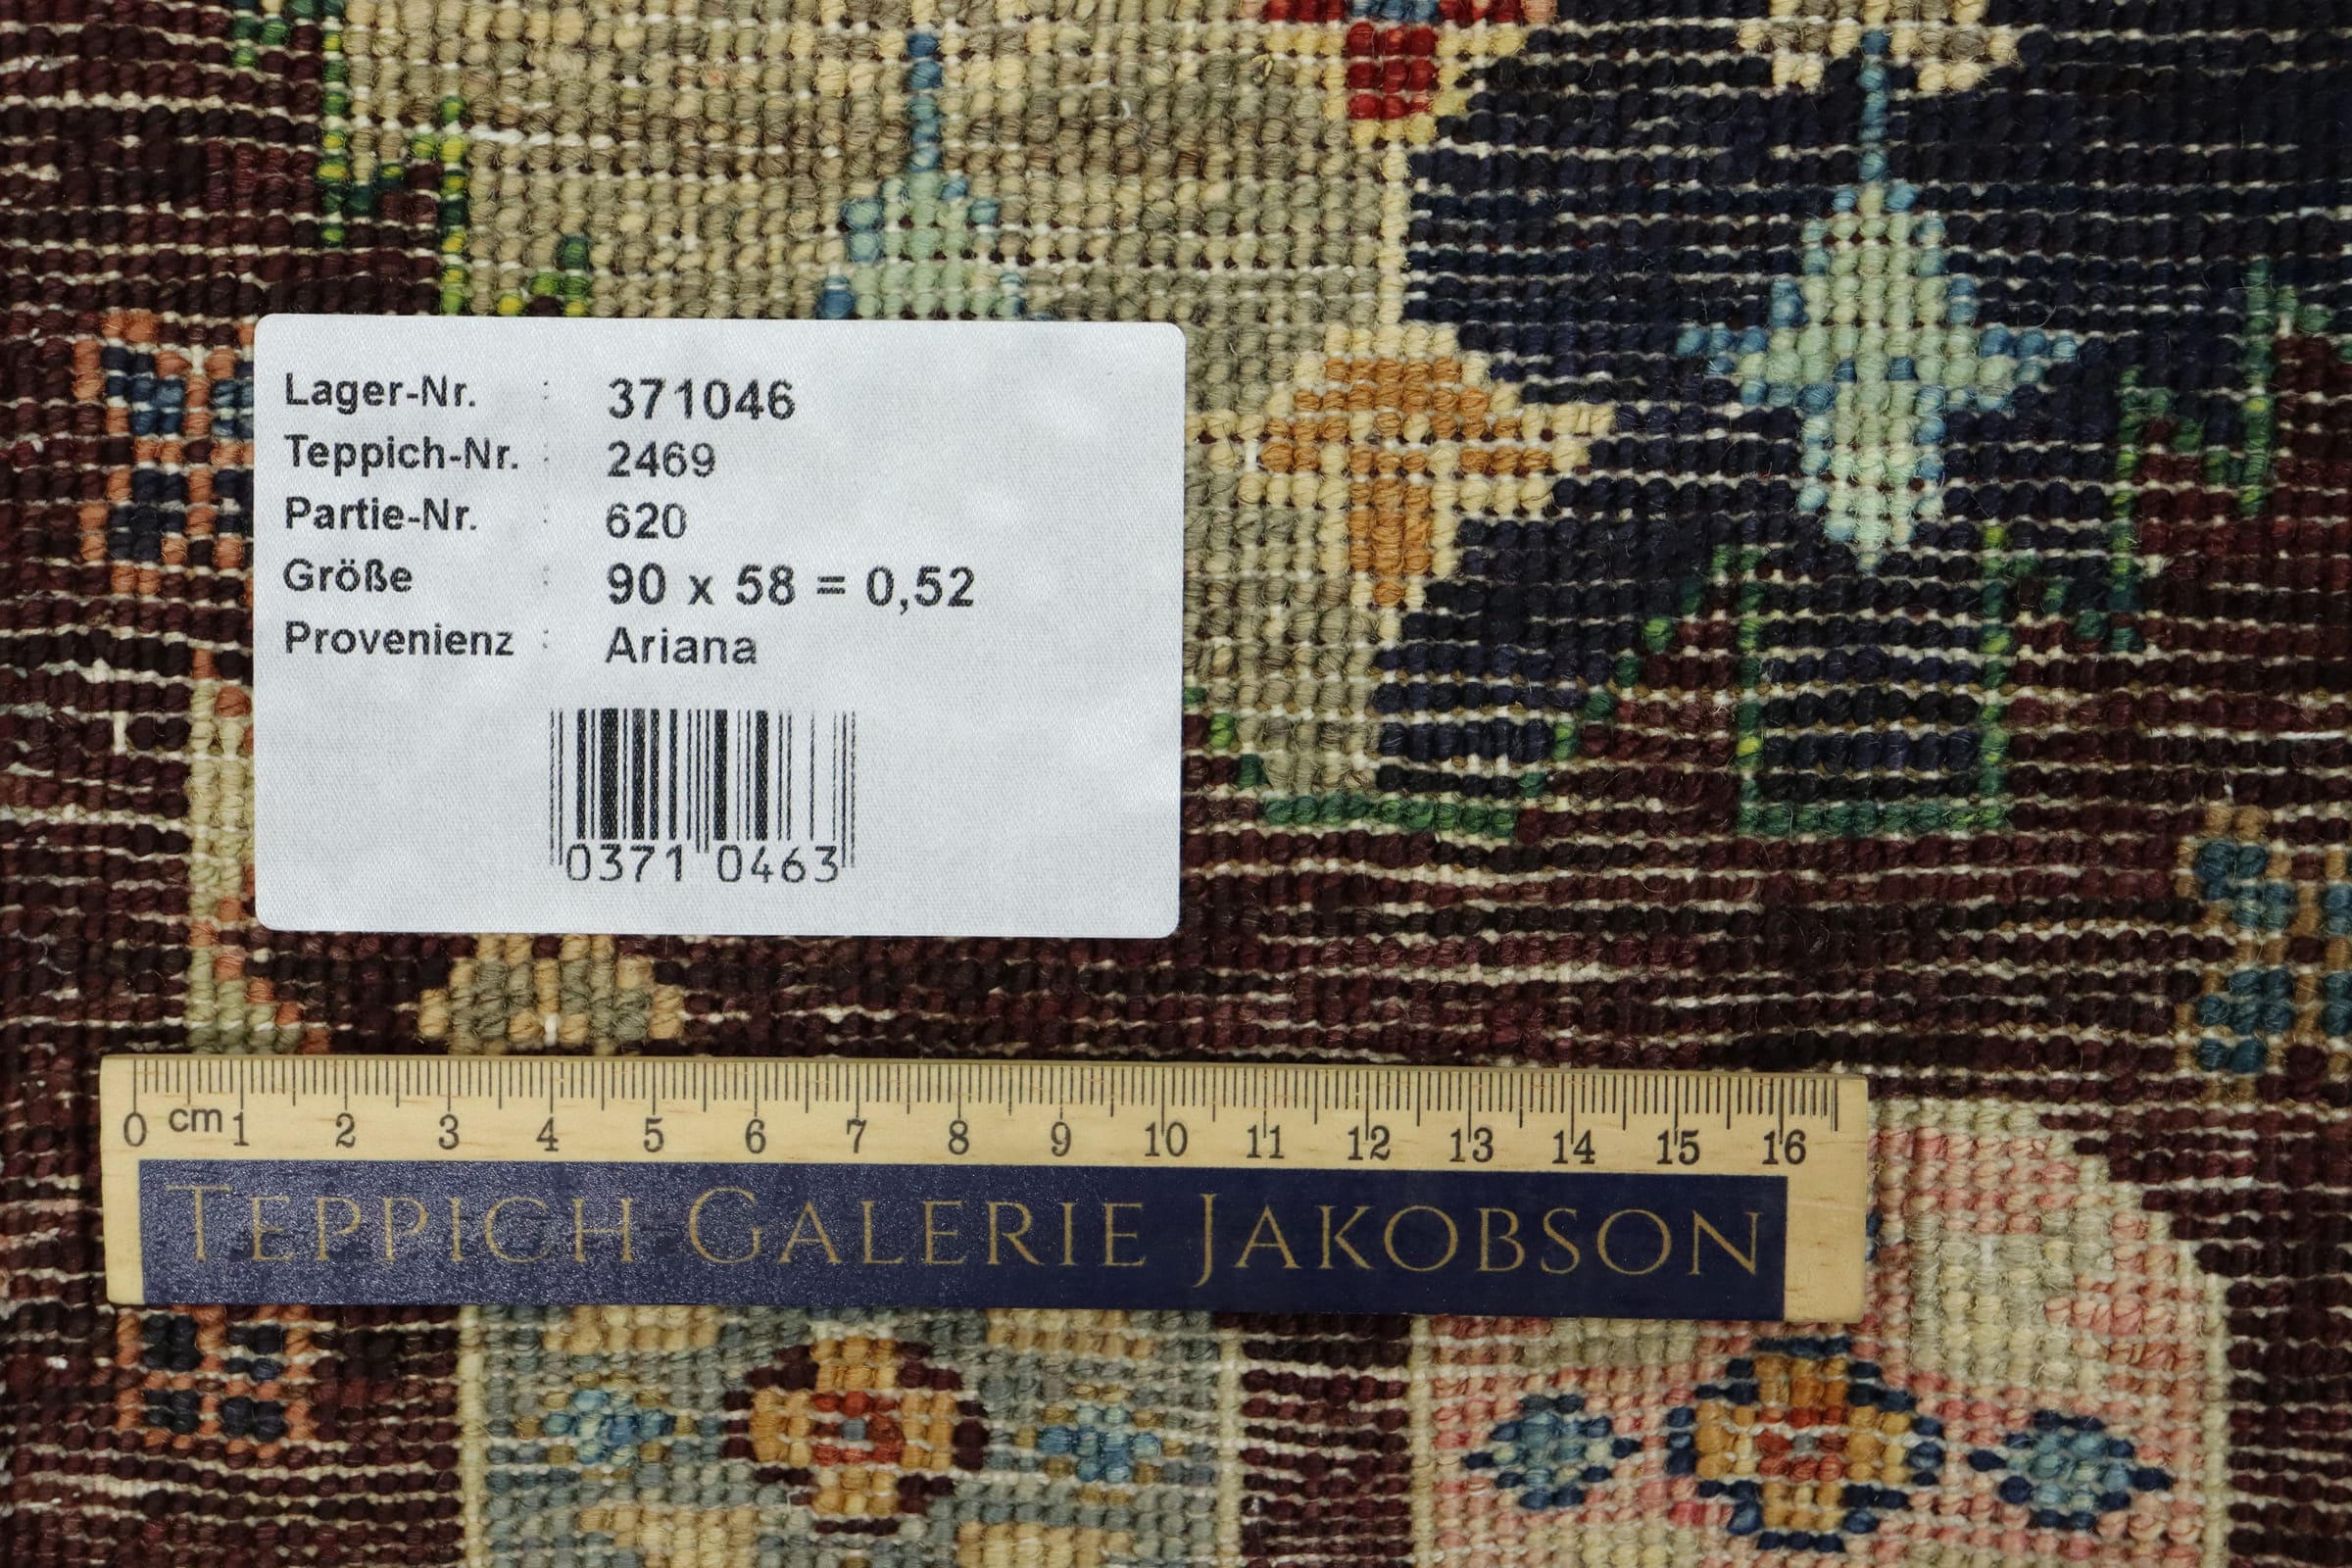 Lager-Nr. : 371046
Teppich-Nr. : 2469
Partie-Nr. : 620
Größe : 90 x 58 = 0,52
Provenienz : Ariana
0371 0463
0 cm 1 2 3 4 5 6 7 8 9 10 11 12 13 14 15 16
TEPPICH GALERIE JAKOBSON